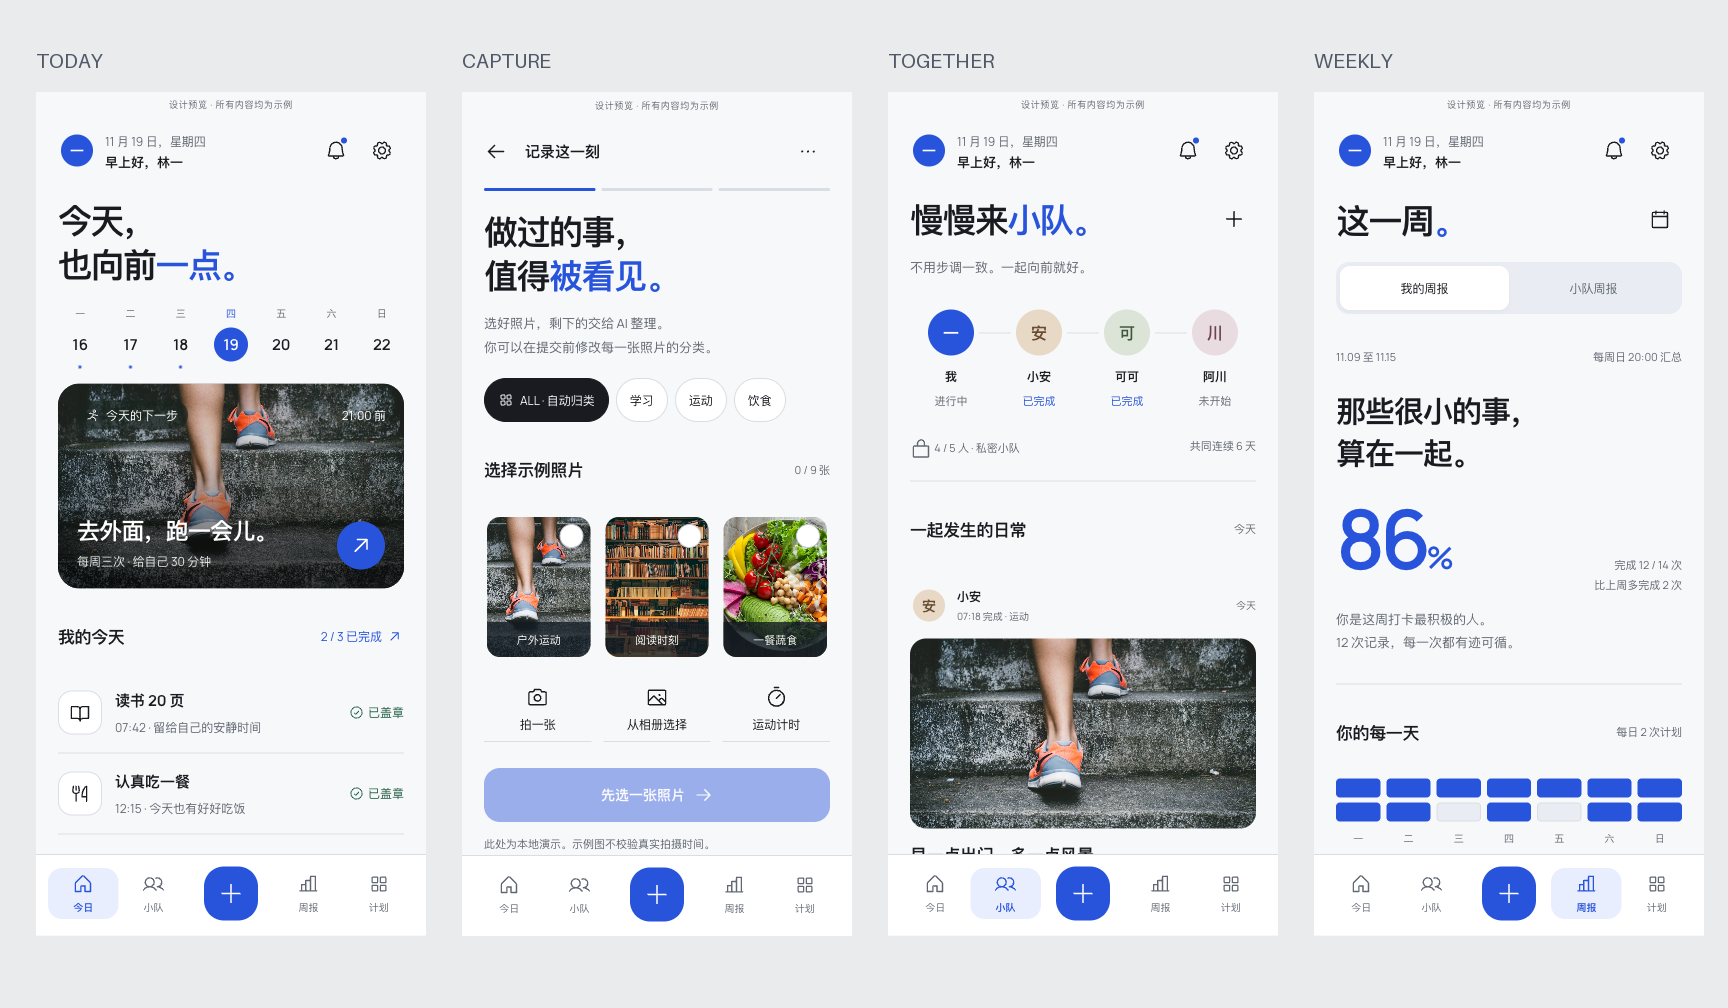 TODAY
设计预览 · 所有内容均为示例
11 月 19 日，星期四
早上好，林一
今天，
也向前一点。
一 二 三 四 五 六 日
16 17 18 19 20 21 22
今天的下一步
21:00 前
去外面，跑一会儿。
每周三次 · 给自己 30 分钟
我的今天
2 / 3 已完成
读书 20 页
07:42 · 留给自己的安静时间
已盖章
认真吃一餐
12:15 · 今天也有好好吃饭
已盖章
今日
小队
周报
计划
CAPTURE
设计预览 · 所有内容均为示例
记录这一刻
做过的事，
值得被看见。
选好照片，剩下的交给 AI 整理。
你可以在提交前修改每一张照片的分类。
ALL · 自动归类
学习
运动
饮食
选择示例照片
0 / 9 张
户外运动
阅读时刻
一餐蔬食
拍一张
从相册选择
运动计时
先选一张照片
此处为本地演示。示例图不校验真实拍摄时间。
今日
小队
周报
计划
TOGETHER
设计预览 · 所有内容均为示例
11 月 19 日，星期四
早上好，林一
慢慢来小队。
不用步调一致。一起向前就好。
安
可
川
我
小安
可可
阿川
进行中
已完成
已完成
未开始
4 / 5 人 · 私密小队
共同连续 6 天
一起发生的日常
今天
安
小安
07:18 完成 · 运动
今天
早一点出门，多一点风景
今日
小队
周报
计划
WEEKLY
设计预览 · 所有内容均为示例
11 月 19 日，星期四
早上好，林一
这一周。
我的周报
小队周报
11.09 至 11.15
每周日 20:00 汇总
那些很小的事，
算在一起。
86%
完成 12 / 14 次
比上周多完成 2 次
你是这周打卡最积极的人。
12 次记录，每一次都有迹可循。
你的每一天
每日 2 次计划
一 二 三 四 五 六 日
今日
小队
周报
计划